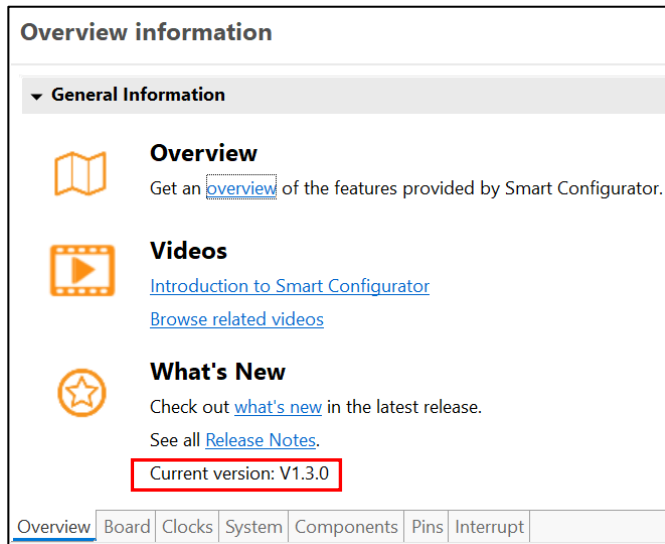 Overview information
General Information
Overview
Get an overview of the features provided by Smart Configurator.
Videos
Introduction to Smart Configurator
Browse related videos
What's New
Check out what's new in the latest release.
See all Release Notes.
Current version: V1.3.0
Overview Board Clocks System Components Pins Interrupt